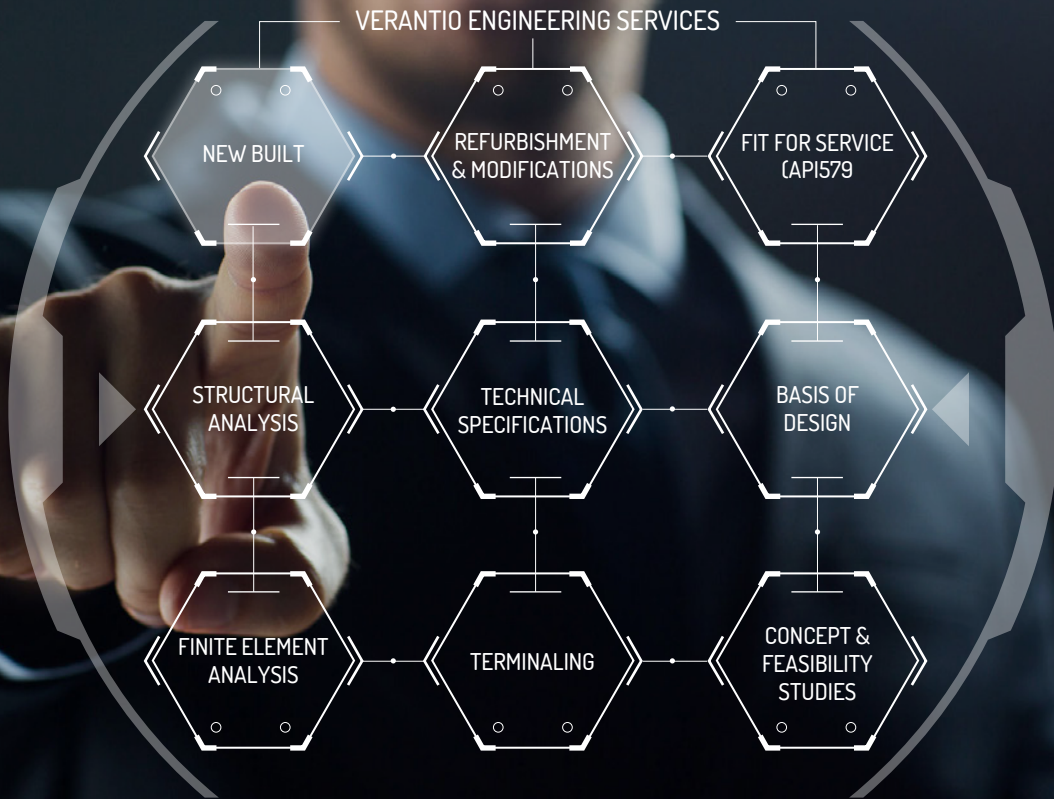 VERANTIO ENGINEERING SERVICES
NEW BUILT
REFURBISHMENT
& MODIFICATIONS
FIT FOR SERVICE
(API579
STRUCTURAL
ANALYSIS
TECHNICAL
SPECIFICATIONS
BASIS OF
DESIGN
FINITE ELEMENT
ANALYSIS
TERMINALING
CONCEPT &
FEASIBILITY
STUDIES